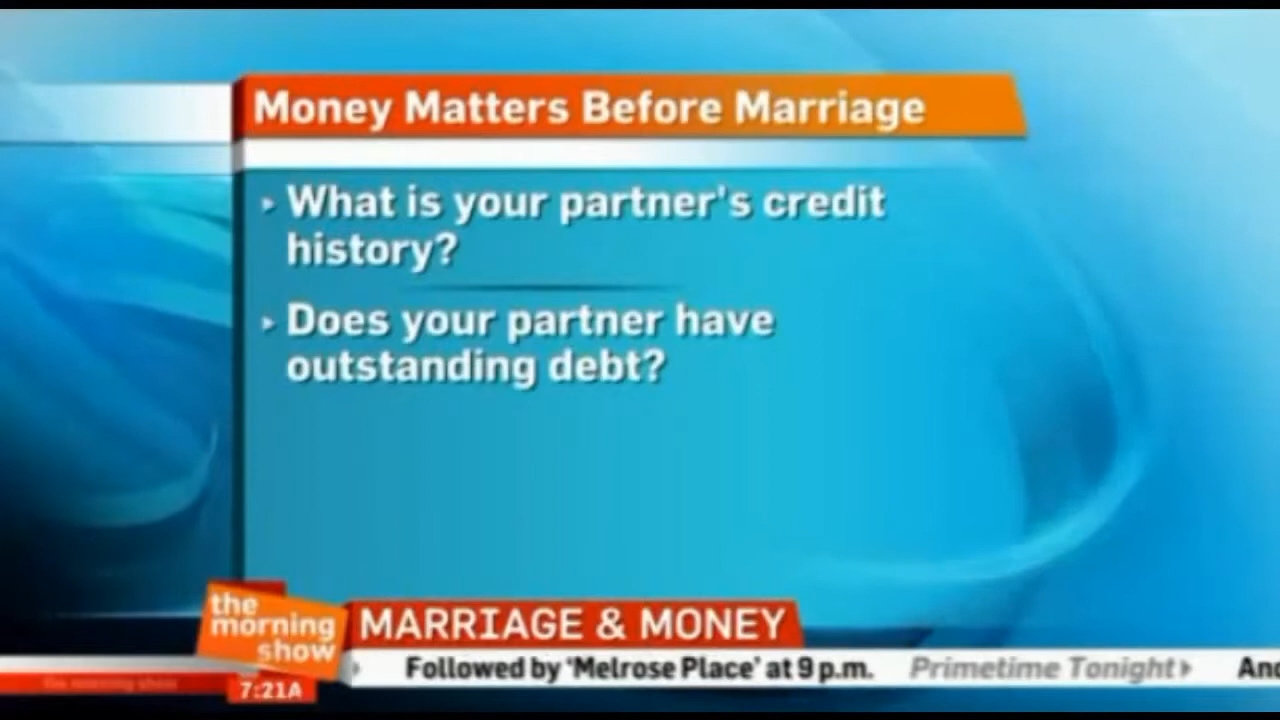 Money Matters Before Marriage
What is your partner's credit
history?
Does your partner have
outstanding debt?
the
morning
show
MARRIAGE & MONEY
Followed by 'Melrose Place' at 9 p.m. Primetime Tonight
7:21A